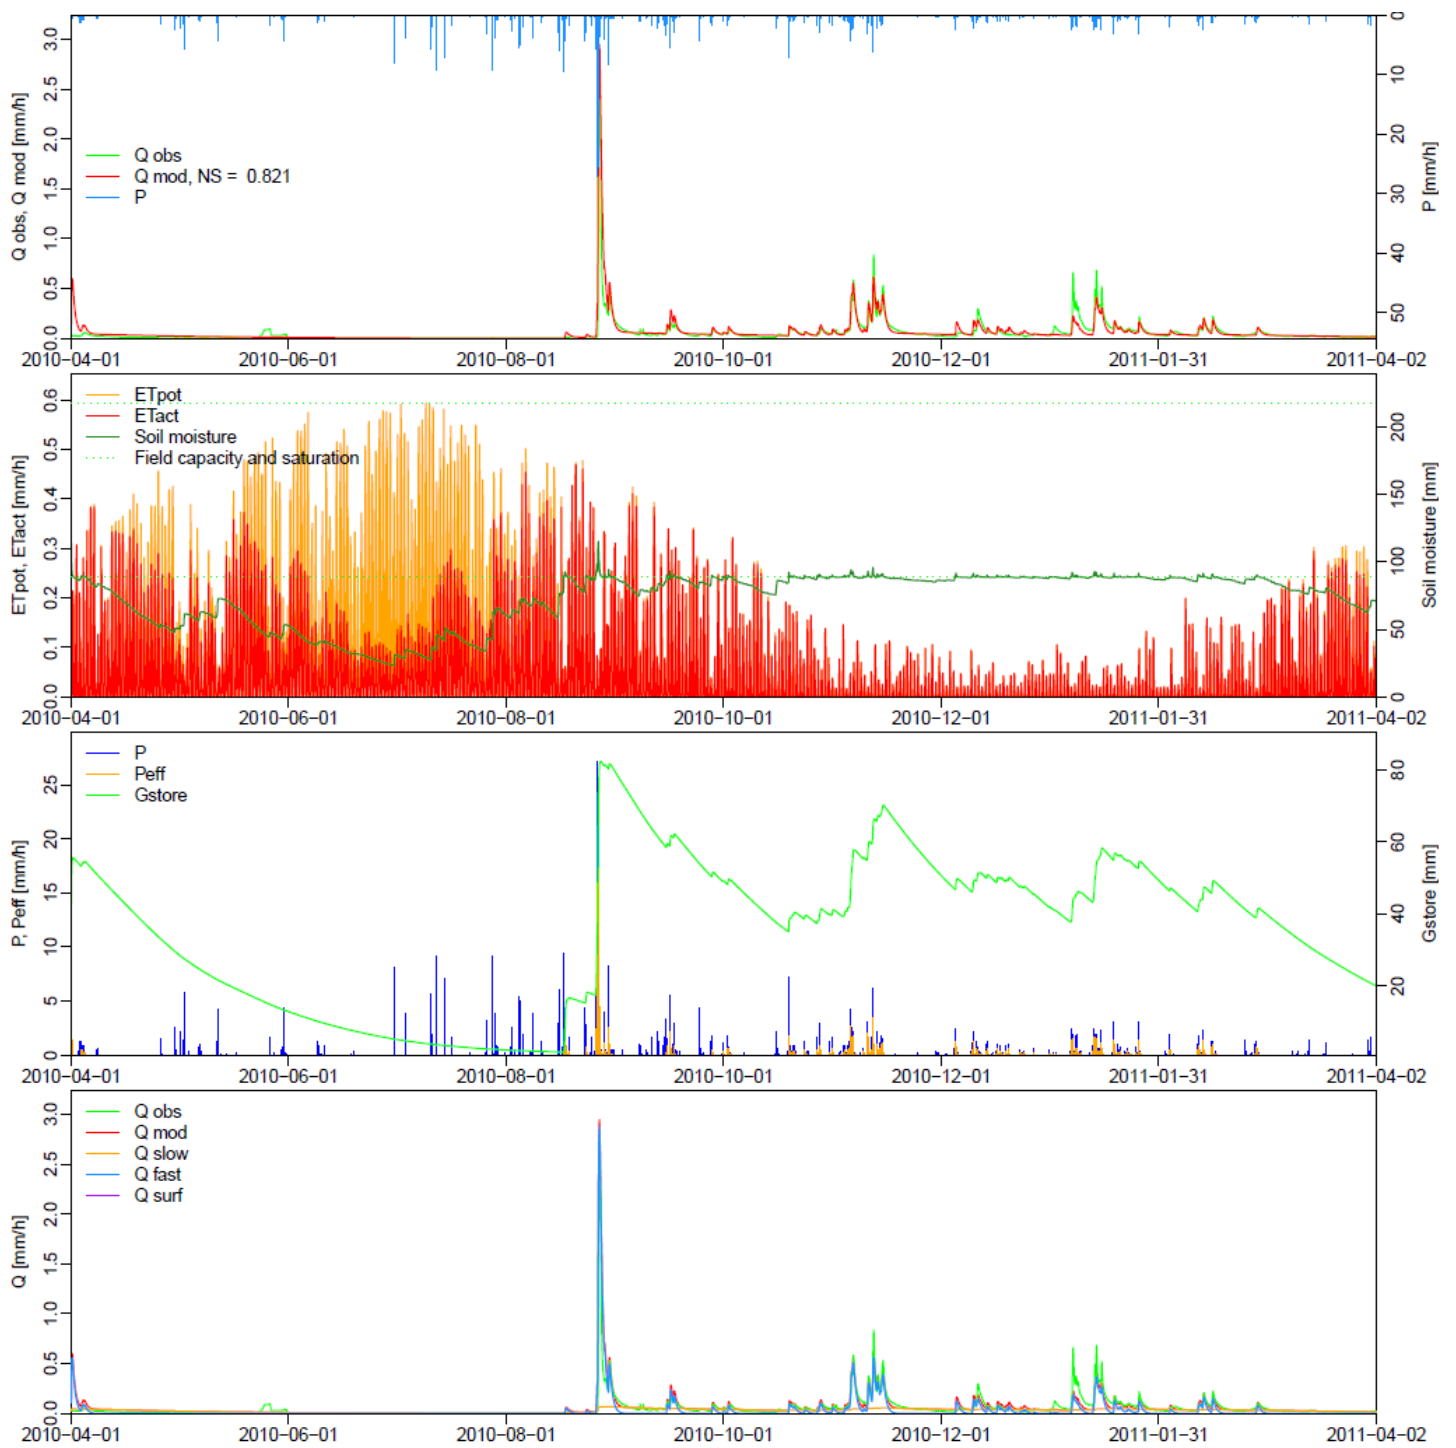 Q obs, Q mod [mm/h]
0.0 0.5 1.0 1.5 2.0 2.5 3.0
Q obs
Q mod, NS = 0.821
P
0 10 20 30 40 50
P [mm/h]
2010-04-01 2010-06-01 2010-08-01 2010-10-01 2010-12-01 2011-01-31 2011-04-02
ETpot, ETact [mm/h]
0.0 0.1 0.2 0.3 0.4 0.5 0.6
ETpot
ETact
Soil moisture
Field capacity and saturation
0 50 100 150 200
Soil moisture [mm]
2010-04-01 2010-06-01 2010-08-01 2010-10-01 2010-12-01 2011-01-31 2011-04-02
P, Peff [mm/h]
0 5 10 15 20 25
P
Peff
Gstore
20 40 60 80
Gstore [mm]
2010-04-01 2010-06-01 2010-08-01 2010-10-01 2010-12-01 2011-01-31 2011-04-02
Q [mm/h]
0.0 0.5 1.0 1.5 2.0 2.5 3.0
Q obs
Q mod
Q slow
Q fast
Q surf
2010-04-01 2010-06-01 2010-08-01 2010-10-01 2010-12-01 2011-01-31 2011-04-02